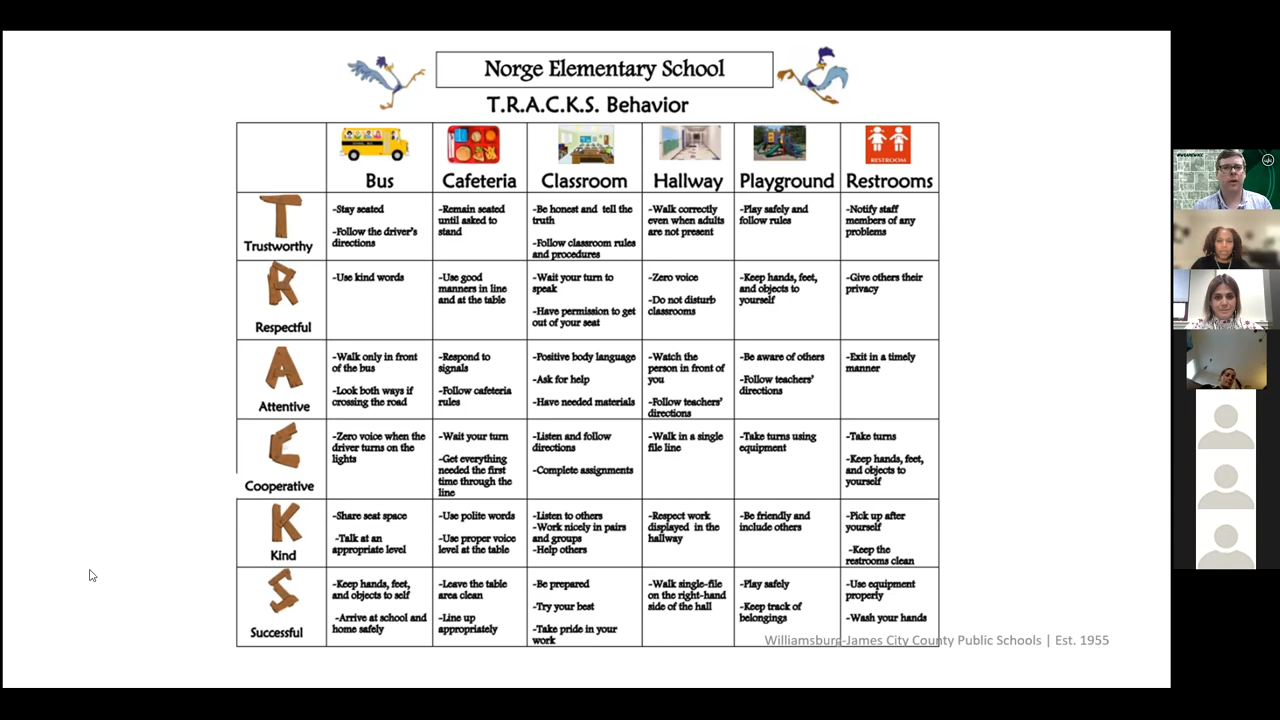 Norge Elementary School
T.R.A.C.K.S. Behavior
RESTROOM
Bus
Cafeteria
Classroom
Hallway
Playground
Restrooms
T
Trustworthy
-Stay seated
-Follow the driver's
directions
-Remain seated
until asked to
stand
-Be honest and tell the
truth
-Follow classroom rules
and procedures
-Walk correctly
even when adults
are not present
-Play safely and
follow rules
-Notify staff
members of any
problems
R
Respectful
-Use kind words
-Use good
manners in line
and at the table
-Wait your turn to
speak
-Have permission to get
out of your seat
-Zero voice
-Do not disturb
classrooms
-Keep hands, feet,
and objects to
yourself
-Give others their
privacy
A
Attentive
-Walk only in front
of the bus
-Look both ways if
crossing the road
-Respond to
signals
-Follow cafeteria
rules
-Positive body language
-Ask for help
-Have needed materials
-Watch the
person in front of
you
-Follow teachers'
directions
-Be aware of others
-Follow teachers'
directions
-Exit in a timely
manner
C
Cooperative
-Zero voice when the
driver turns on the
lights
-Wait your turn
-Get everything
needed the first
time through the
line
-Listen and follow
directions
-Complete assignments
-Walk in a single
file line
-Take turns using
equipment
-Take turns
-Keep hands, feet,
and objects to
yourself
K
Kind
-Share seat space
-Talk at an
appropriate level
-Use polite words
-Use proper voice
level at the table
-Listen to others
-Work nicely in pairs
and groups
-Help others
-Respect work
displayed in the
hallway
-Be friendly and
include others
-Pick up after
yourself
-Keep the
restrooms clean
S
Successful
-Keep hands, feet,
and objects to self
-Arrive at school and
home safely
-Leave the table
area clean
-Line up
appropriately
-Be prepared
-Try your best
-Take pride in your
work
-Walk single-file
on the right-hand
side of the hall
-Play safely
-Keep track of
belongings
-Use equipment
properly
-Wash your hands
Williamsburg-James City County Public Schools | Est. 1955